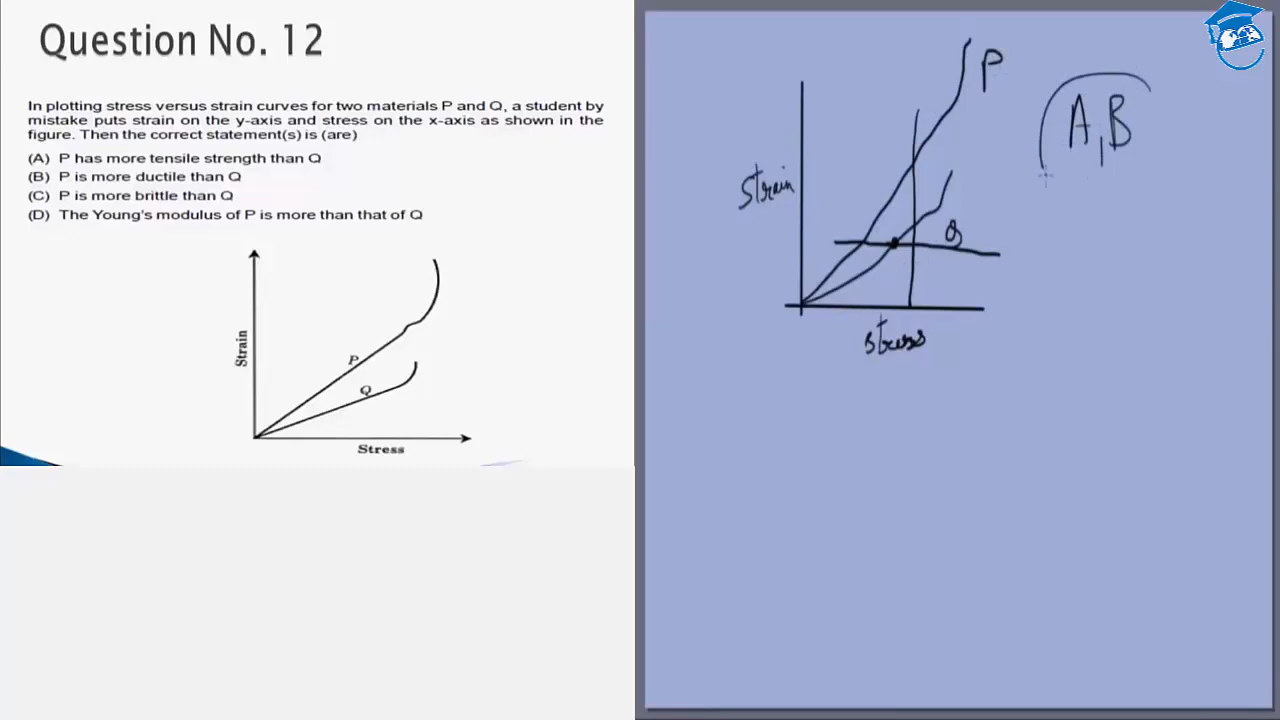 Question No. 12
In plotting stress versus strain curves for two materials P and Q, a student by
mistake puts strain on the y-axis and stress on the x-axis as shown in the
figure. Then the correct statement(s) is (are)
(A) P has more tensile strength than Q
(B) P is more ductile than Q
(C) P is more brittle than Q
(D) The Young's modulus of P is more than that of Q
Strain
P
Q
Stress
P
A,B
Strain
Q
stress